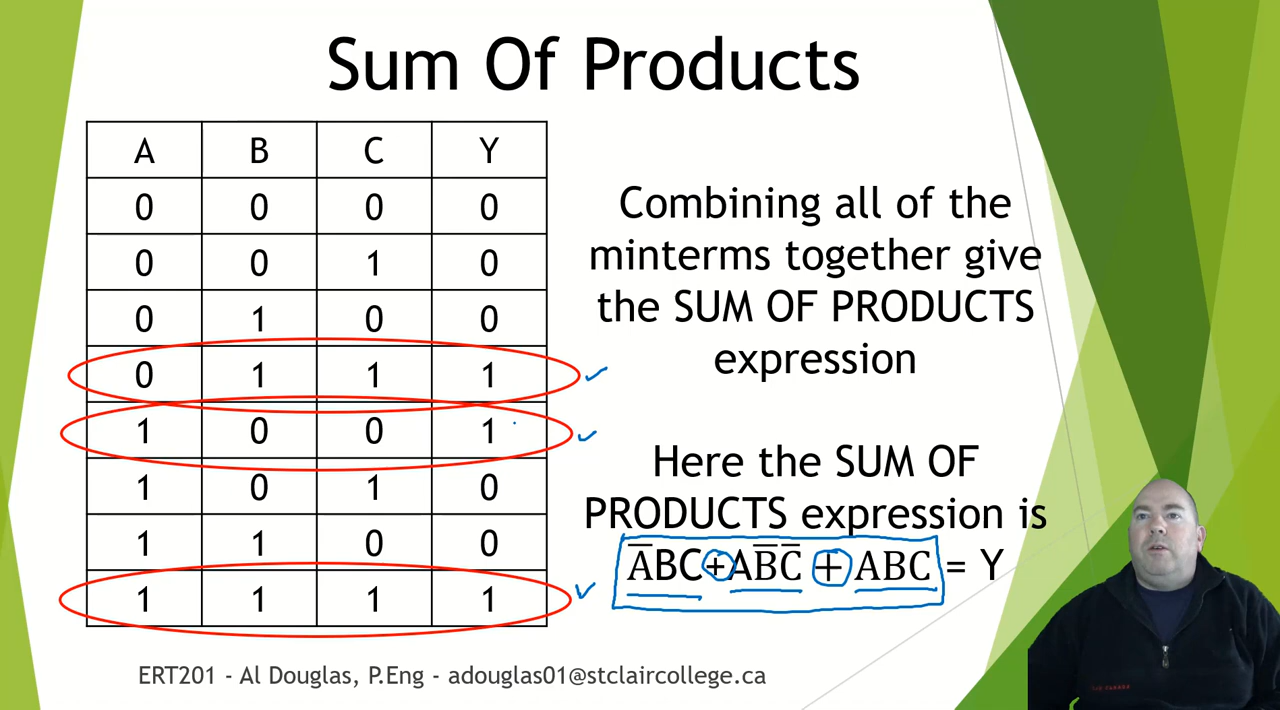 Sum Of Products
A B C Y
0 0 0 0
0 0 1 0
0 1 0 0
0 1 1 1
1 0 0 1
1 0 1 0
1 1 0 0
1 1 1 1
Combining all of the
minterms together give
the SUM OF PRODUCTS
expression
Here the SUM OF
PRODUCTS expression is
A̅BC+AB̅C̅ + ABC = Y
ERT201 - Al Douglas, P.Eng - adouglas01@stclaircollege.ca